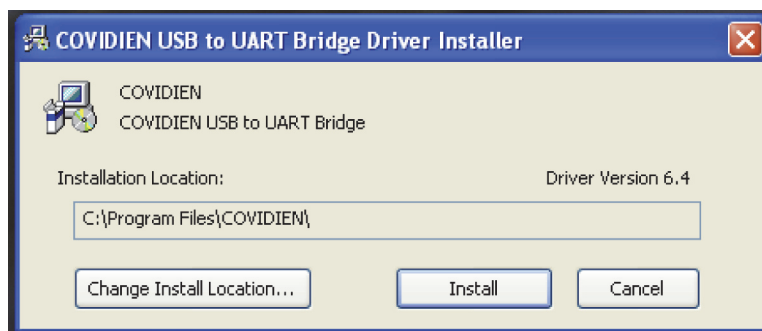 COVIDIEN USB to UART Bridge Driver Installer
COVIDIEN
COVIDIEN USB to UART Bridge
Installation Location: Driver Version 6.4
C:\Program Files\COVIDIEN\
Change Install Location... Install Cancel